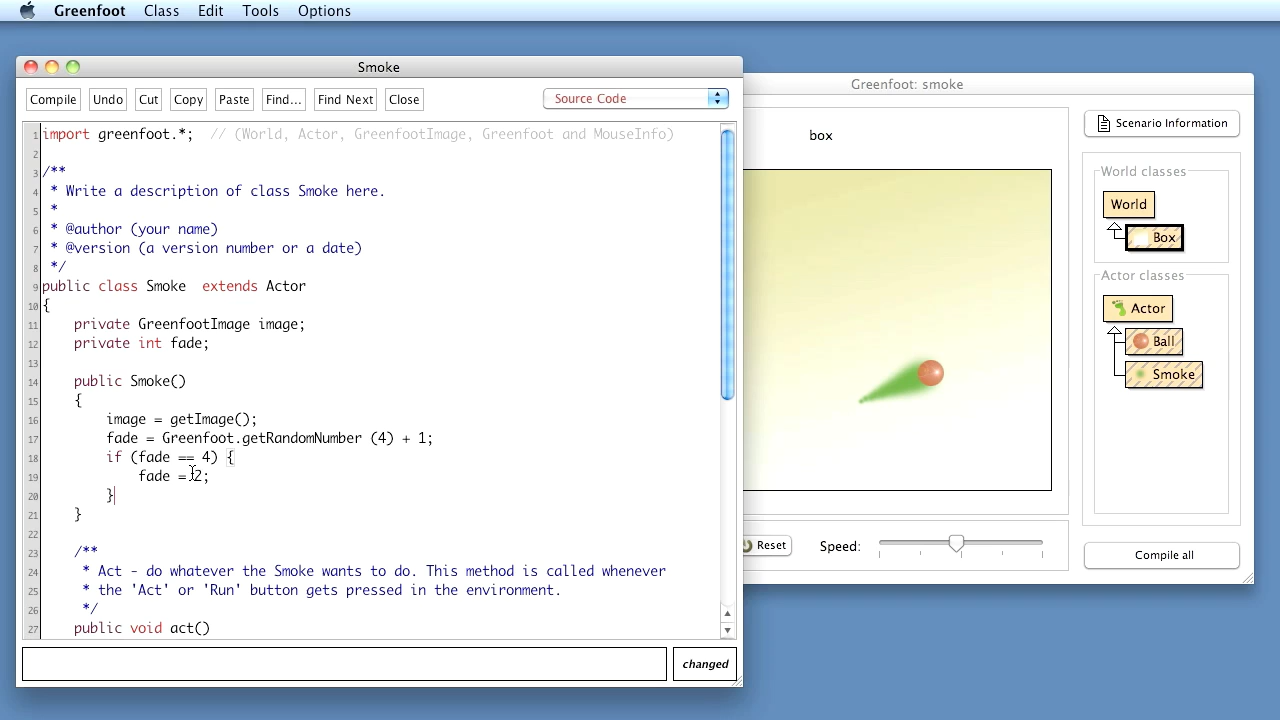 Greenfoot Class Edit Tools Options
Smoke
Compile Undo Cut Copy Paste Find... Find Next Close Source Code
1 import greenfoot.*;  // (World, Actor, GreenfootImage, Greenfoot and MouseInfo)
2
3 /**
4  * Write a description of class Smoke here.
5  *
6  * @author (your name)
7  * @version (a version number or a date)
8  */
9 public class Smoke  extends Actor
10 {
11     private GreenfootImage image;
12     private int fade;
13
14     public Smoke()
15     {
16         image = getImage();
17         fade = Greenfoot.getRandomNumber (4) + 1;
18         if (fade == 4) {
19             fade = 2;
20         }
21     }
22
23     /**
24      * Act - do whatever the Smoke wants to do. This method is called whenever
25      * the 'Act' or 'Run' button gets pressed in the environment.
26      */
27     public void act()
changed
Greenfoot: smoke
box
Scenario Information
World classes
World
Box
Actor classes
Actor
Ball
Smoke
Reset Speed:
Compile all